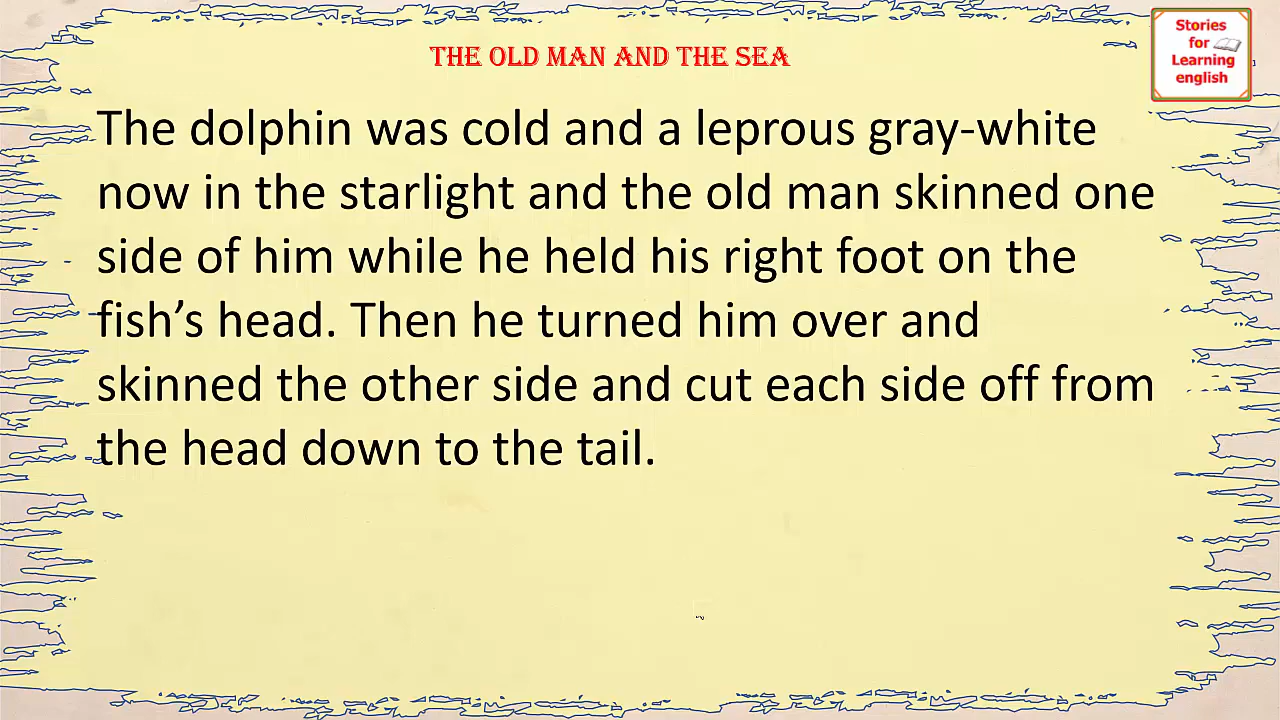 THE OLD MAN AND THE SEA
Stories
for
Learning
english
The dolphin was cold and a leprous gray-white
now in the starlight and the old man skinned one
side of him while he held his right foot on the
fish’s head. Then he turned him over and
skinned the other side and cut each side off from
the head down to the tail.